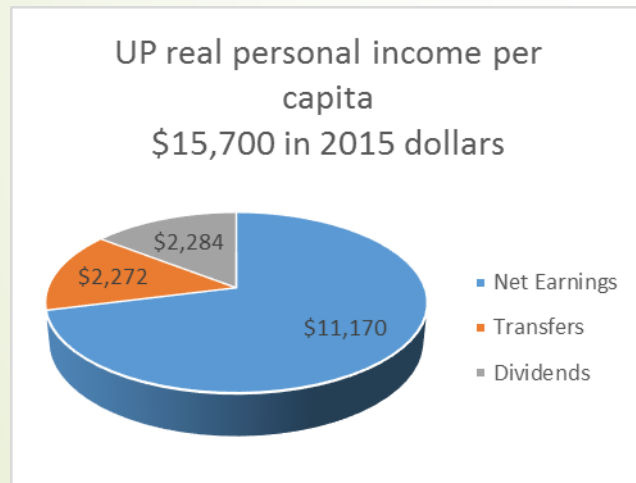 UP real personal income per
capita
$15,700 in 2015 dollars
$2,284
$2,272
$11,170
Net Earnings
Transfers
Dividends